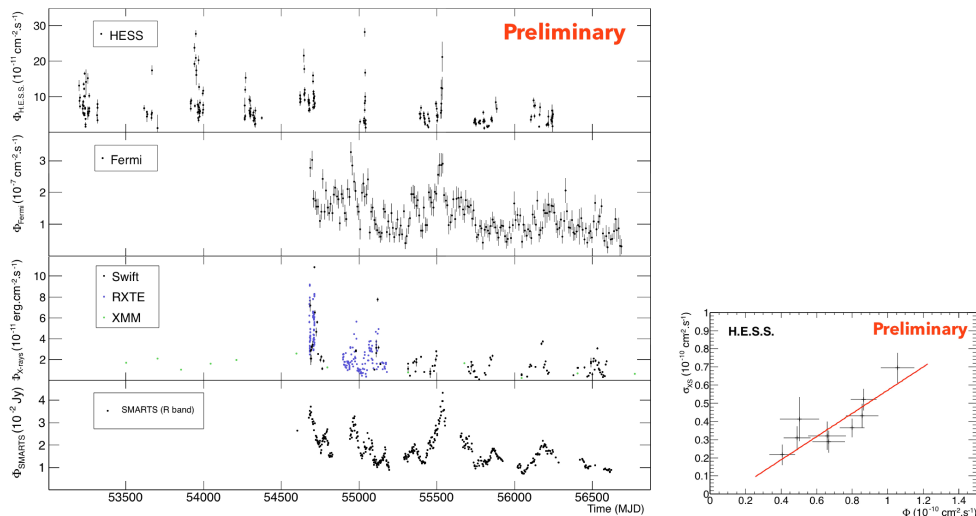 Preliminary
HESS
Φ_H.E.S.S. (10⁻¹¹ cm⁻².s⁻¹)
30
20
10
Fermi
Φ_Fermi (10⁻⁷ cm⁻².s⁻¹)
3
2
1
Swift
RXTE
XMM
Φ_X-rays (10⁻¹¹ erg.cm⁻².s⁻¹)
10
8
6
4
2
SMARTS (R band)
Φ_SMARTS (10⁻² Jy)
4
3
2
1
53500 54000 55000 55500 56000 56500
Time (MJD)
H.E.S.S. Preliminary
σ_XS (10⁻¹⁰ cm².s⁻¹)
1
0.9
0.8
0.7
0.6
0.5
0.4
0.3
0.2
0.1
0
0 0.2 0.4 0.6 0.8 1 1.2 1.4
Φ (10⁻¹⁰ cm².s⁻¹)